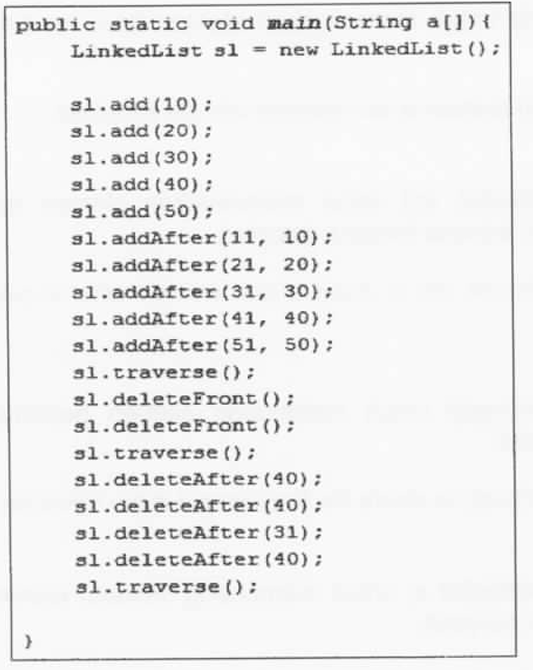 public static void main(String a[]){
LinkedList sl = new LinkedList();
sl.add(10);
sl.add(20);
sl.add(30);
sl.add(40);
sl.add(50);
sl.addAfter(11, 10);
sl.addAfter(21, 20);
sl.addAfter(31, 30);
sl.addAfter(41, 40);
sl.addAfter(51, 50);
sl.traverse();
sl.deleteFront();
sl.deleteFront();
sl.traverse();
sl.deleteAfter(40);
sl.deleteAfter(40);
sl.deleteAfter(31);
sl.deleteAfter(40);
sl.traverse();
}